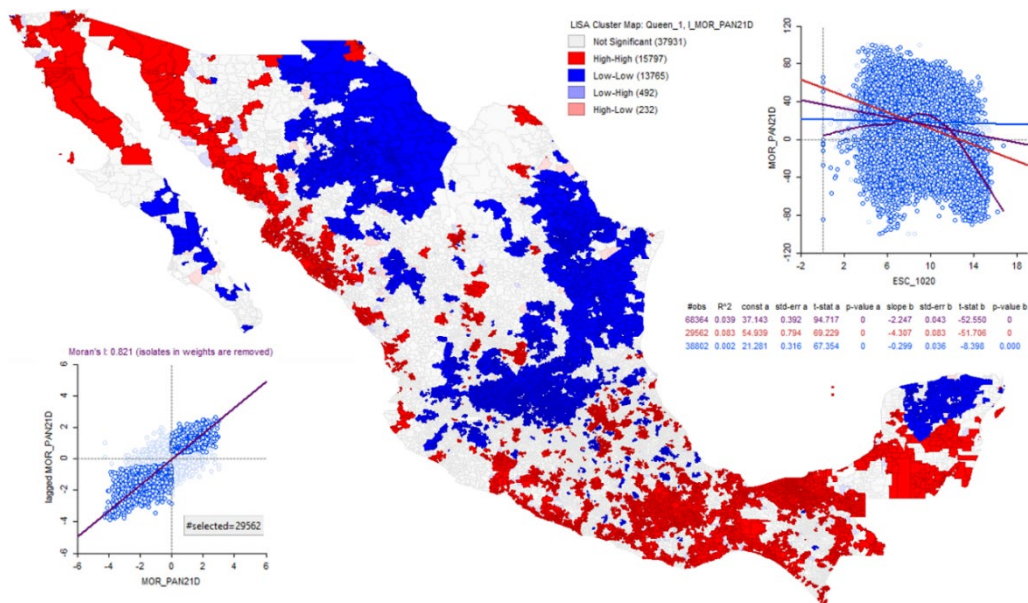 LISA Cluster Map: Queen_1, I_MOR_PAN21D
Not Significant (37931)
High-High (15797)
Low-Low (13765)
Low-High (492)
High-Low (232)
120
80
40
0
-40
-80
-120
MOR_PAN21D
-2 2 6 10 14 18
ESC_1020
#obs R^2 const a std-err a t-stat a p-value a slope b std-err b t-stat b p-value b
68364 0.039 37.143 0.392 94.717 0 -2.247 0.043 -52.550 0
29562 0.083 54.939 0.794 69.229 0 -4.307 0.083 -51.706 0
38802 0.002 21.281 0.316 67.354 0 -0.299 0.036 -8.398 0.000
Moran's I: 0.821 (isolates in weights are removed)
6
4
2
0
-2
-4
-6
lagged MOR_PAN21D
#selected=29562
-6 -4 -2 0 2 4 6
MOR_PAN21D